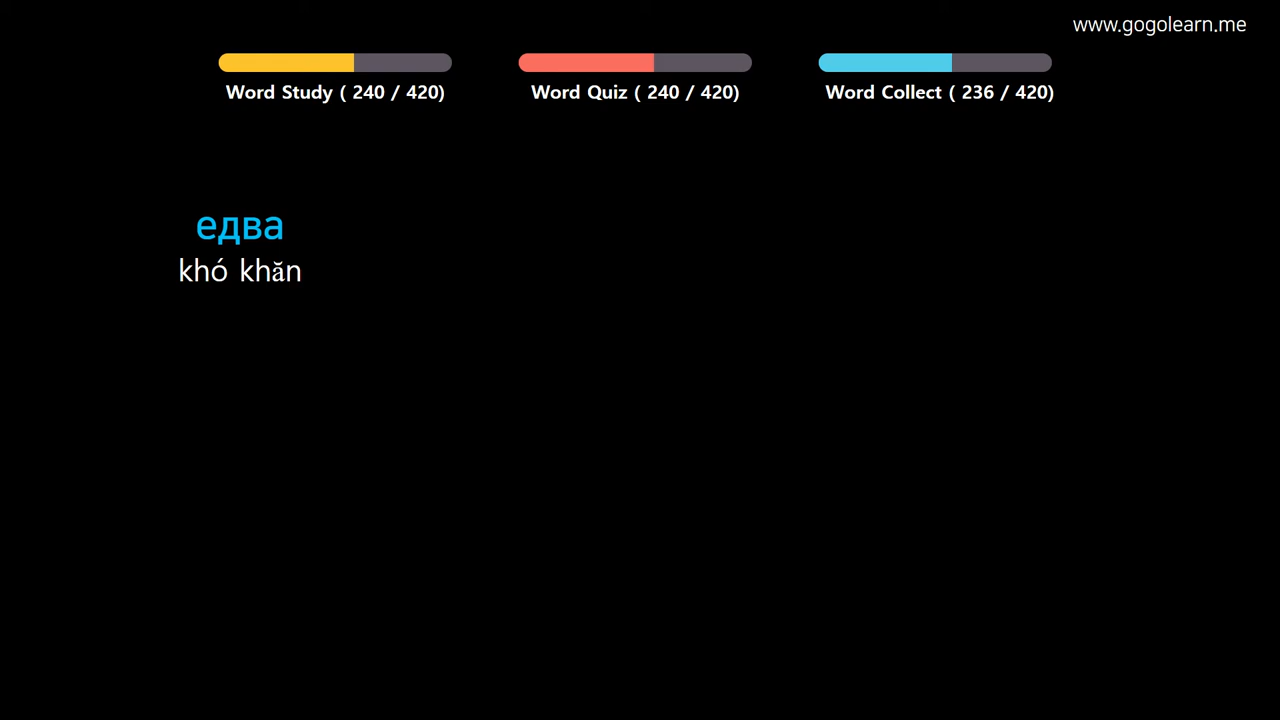 www.gogolearn.me
Word Study ( 240 / 420)
Word Quiz ( 240 / 420)
Word Collect ( 236 / 420)
едва
khó khăn